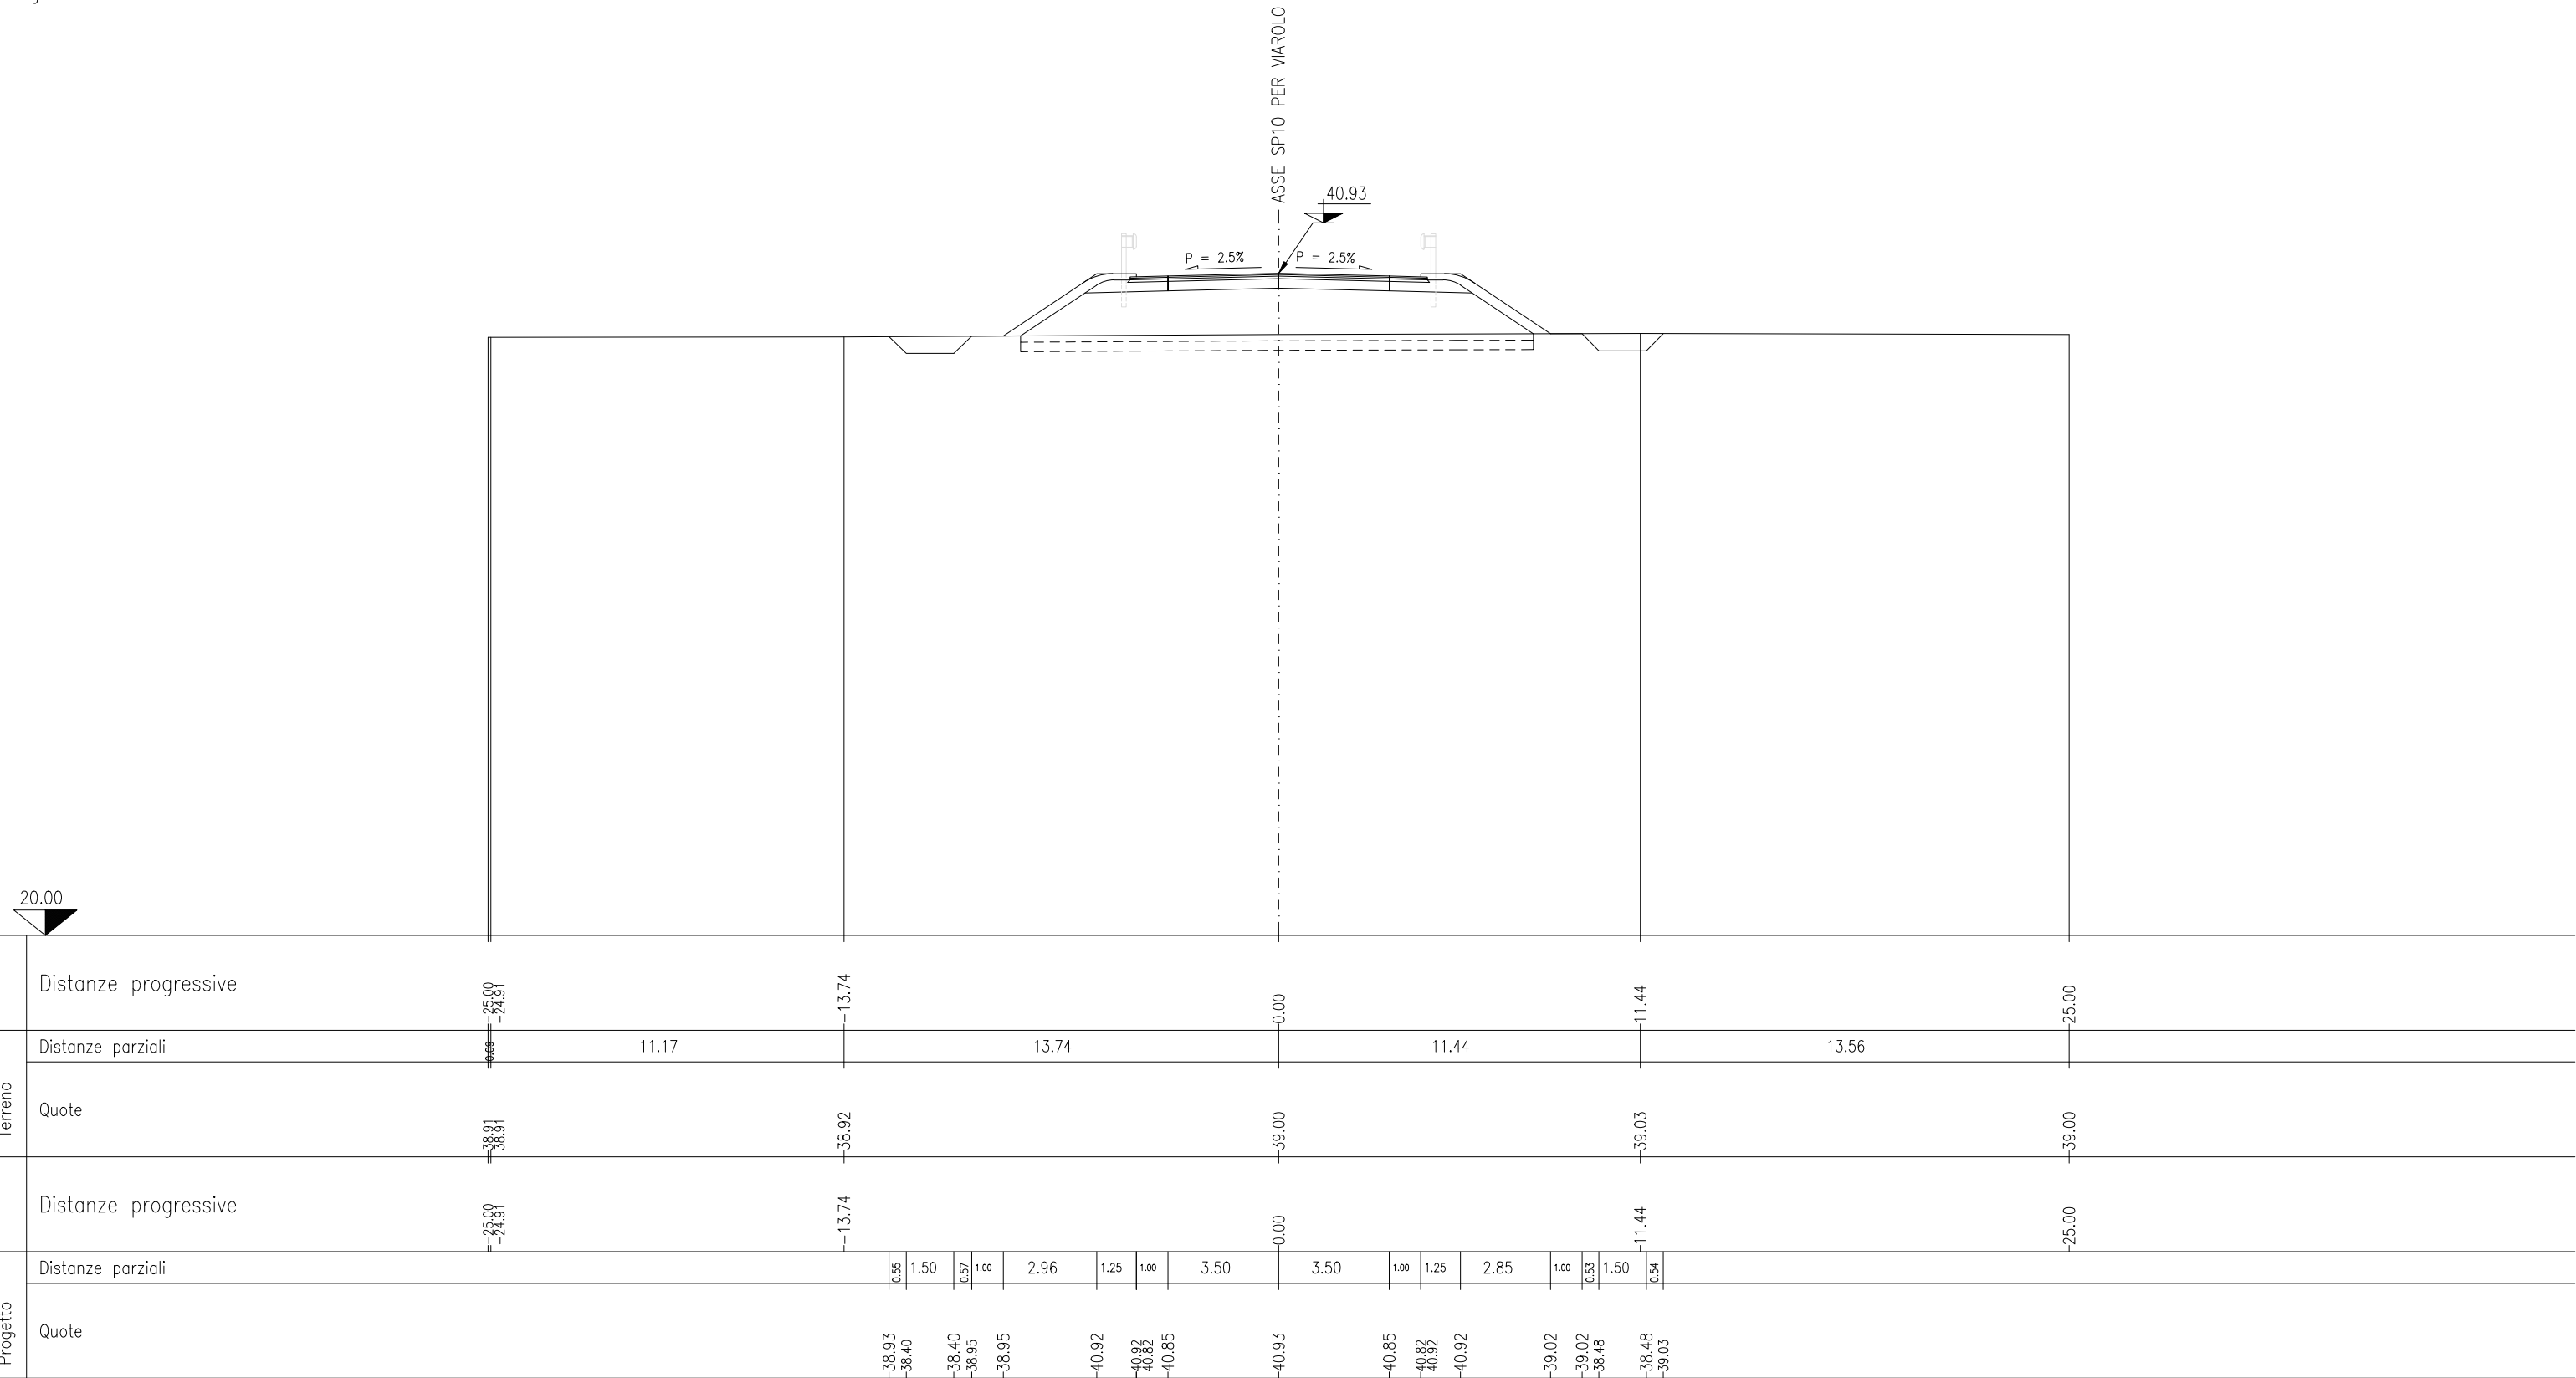 ASSE SP10 PER VIAROLO
40.93
P = 2.5% P = 2.5%
20.00
Distanze progressive -25.00 -24.91 -13.74 0.00 11.44 25.00
Terreno
Distanze parziali 0.09 11.17 13.74 11.44 13.56
Quote 38.91 38.91 38.92 39.00 39.03 39.00
Distanze progressive -25.00 -24.91 -13.74 0.00 11.44 25.00
Progetto
Distanze parziali 0.55 1.50 0.57 1.00 2.96 1.25 1.00 3.50 3.50 1.00 1.25 2.85 1.00 0.53 1.50 0.54
Quote 38.93 38.40 38.40 38.95 38.95 40.92 40.92 40.82 40.85 40.93 40.85 40.82 40.92 40.92 39.02 39.02 38.48 38.48 39.03